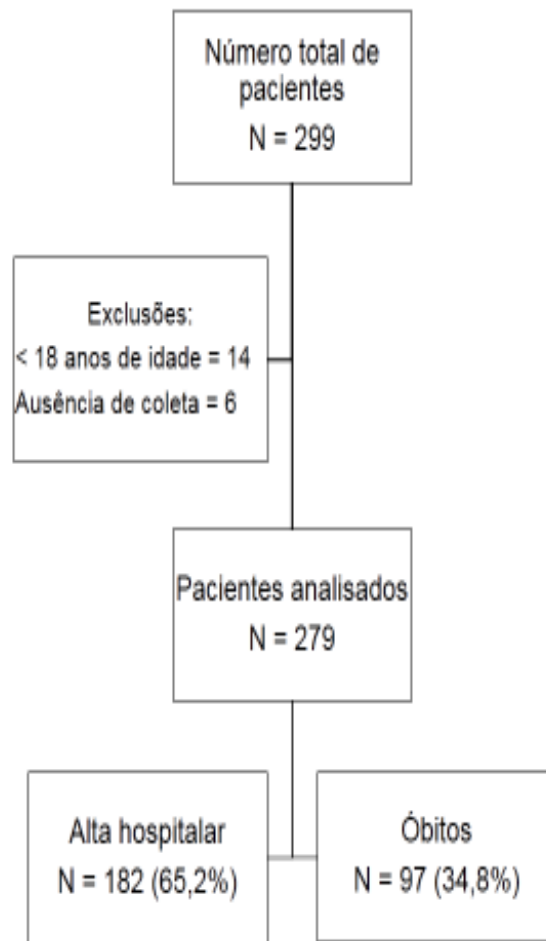 Número total de
pacientes
N = 299
Exclusões:
< 18 anos de idade = 14
Ausência de coleta = 6
Pacientes analisados
N = 279
Alta hospitalar
N = 182 (65,2%)
Óbitos
N = 97 (34,8%)